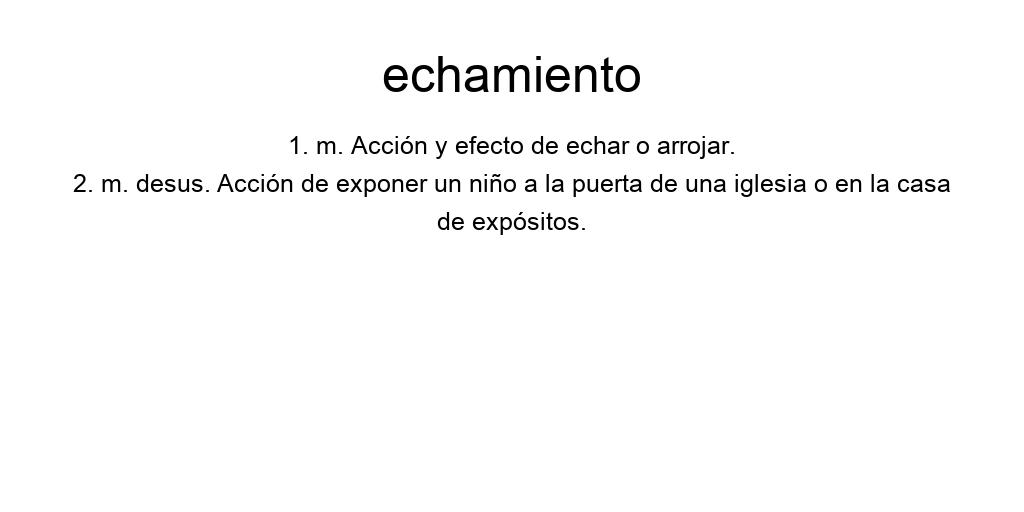 echamiento
1. m. Acción y efecto de echar o arrojar.
2. m. desus. Acción de exponer un niño a la puerta de una iglesia o en la casa
de expósitos.